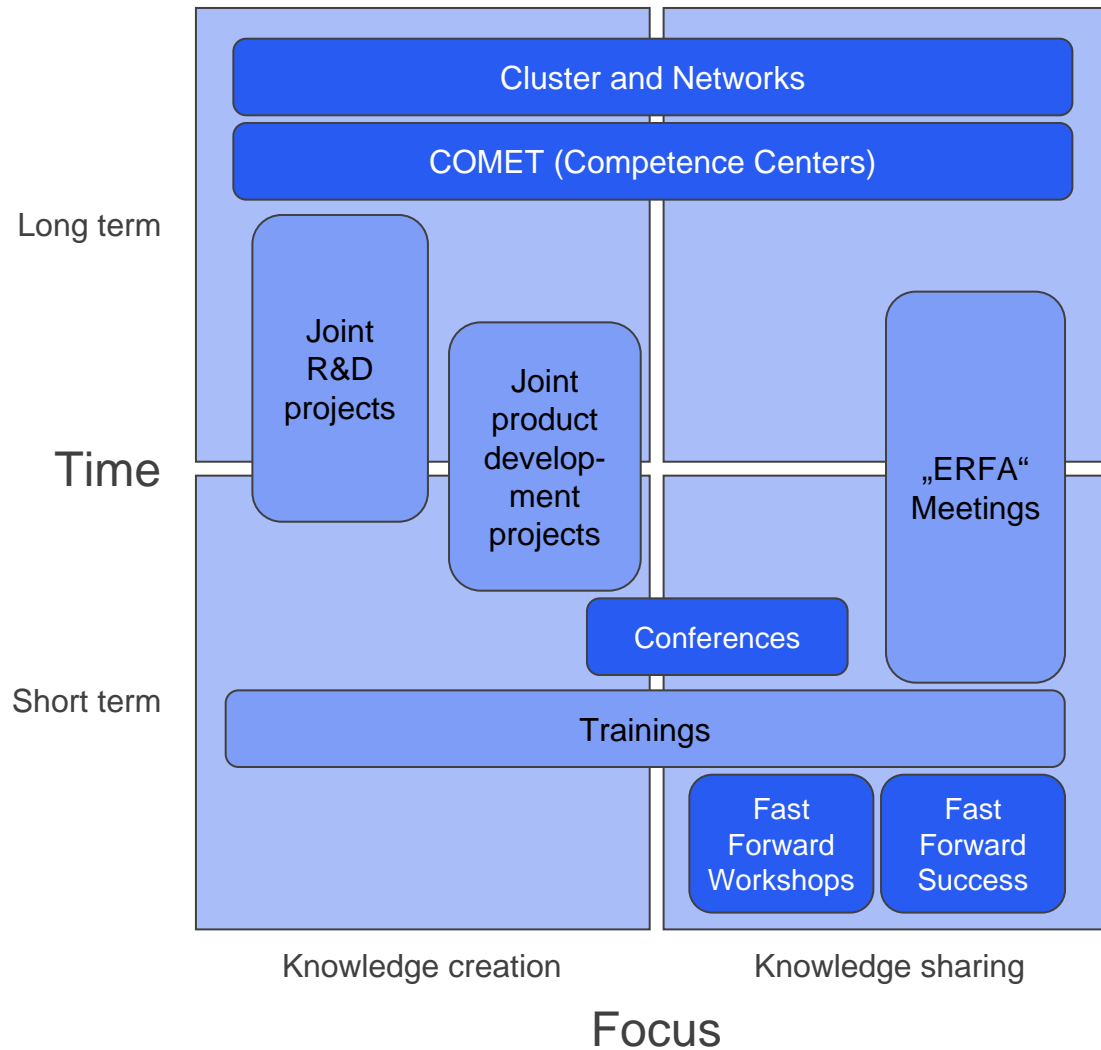 Cluster and Networks
COMET (Competence Centers)
Long term
Joint
R&D
projects
Joint
product
develop-
ment
projects
Time
„ERFA“
Meetings
Conferences
Short term
Trainings
Fast
Forward
Workshops
Fast
Forward
Success
Knowledge creation
Knowledge sharing
Focus